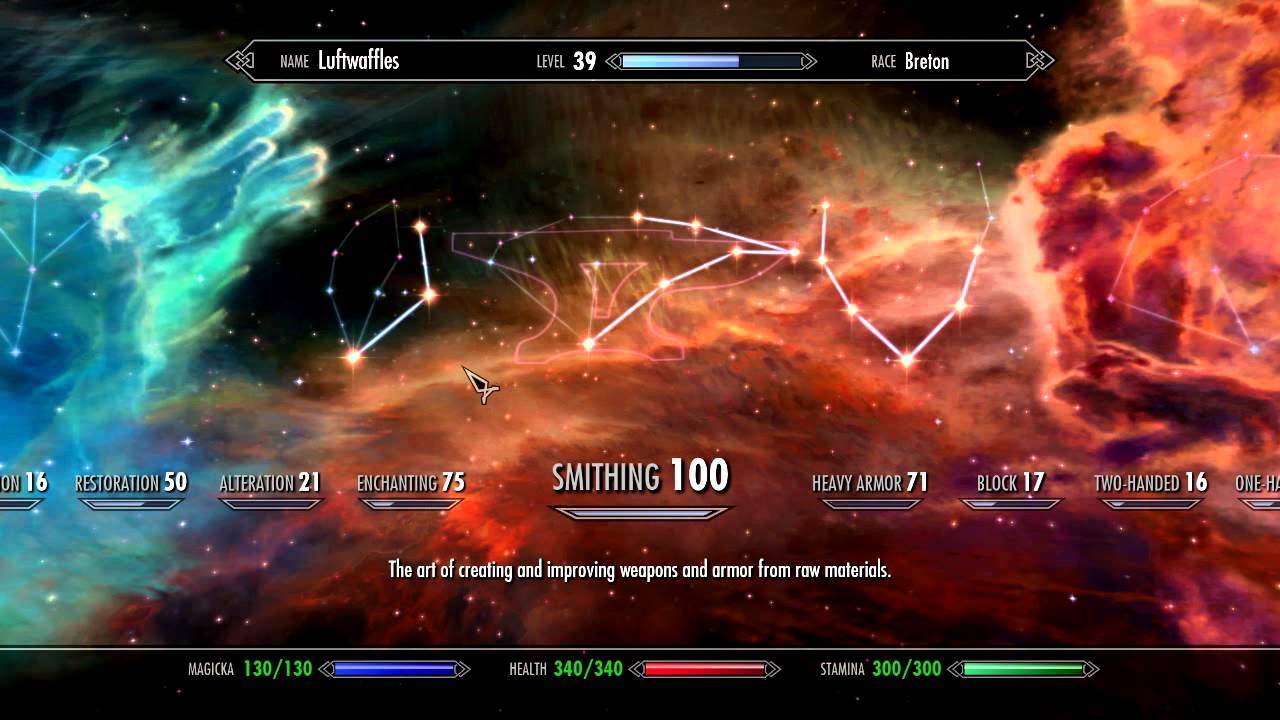 NAME Luftwaffles LEVEL 39 RACE Breton
ON 16 RESTORATION 50 ALTERATION 21 ENCHANTING 75 SMITHING 100 HEAVY ARMOR 71 BLOCK 17 TWO-HANDED 16 ONE-HA
The art of creating and improving weapons and armor from raw materials.
MAGICKA 130/130 HEALTH 340/340 STAMINA 300/300